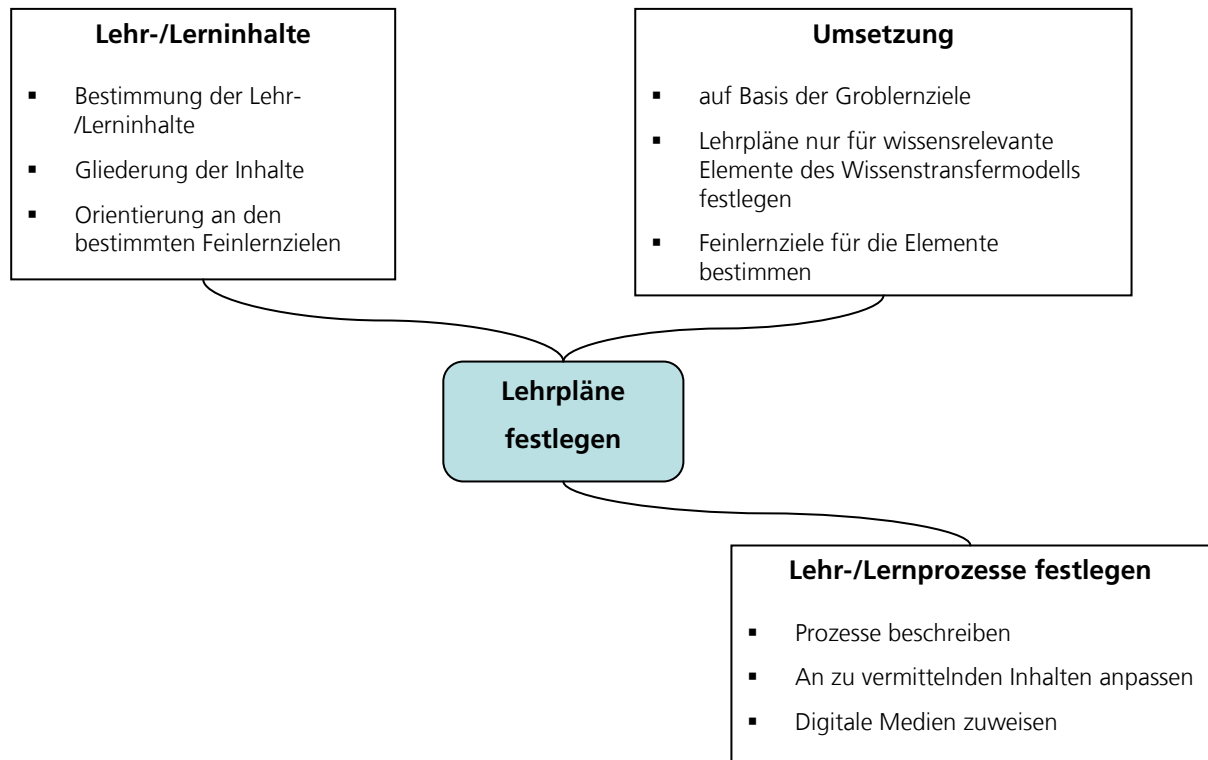 Lehr-/Lerninhalte
▪ Bestimmung der Lehr-
/Lerninhalte
▪ Gliederung der Inhalte
▪ Orientierung an den
bestimmten Feinlernzielen
Umsetzung
▪ auf Basis der Groblernziele
▪ Lehrpläne nur für wissensrelevante
Elemente des Wissenstransfermodells
festlegen
▪ Feinlernziele für die Elemente
bestimmen
Lehrpläne
festlegen
Lehr-/Lernprozesse festlegen
▪ Prozesse beschreiben
▪ An zu vermittelnden Inhalten anpassen
▪ Digitale Medien zuweisen